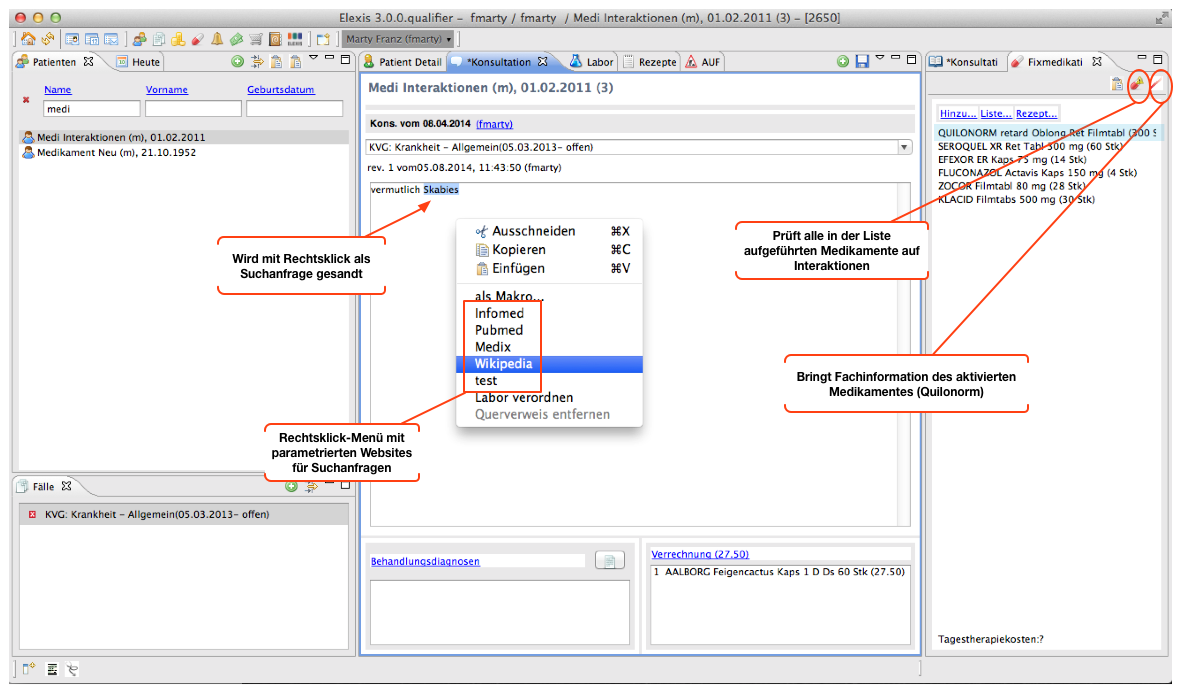 Elexis 3.0.0.qualifier – fmarty / fmarty / Medi Interaktionen (m), 01.02.2011 (3) – [2650]
Marty Franz (fmarty)
Patienten
Heute
Name Vorname Geburtsdatum
medi
Medi Interaktionen (m), 01.02.2011
Medikament Neu (m), 21.10.1952
Fälle
KVG: Krankheit – Allgemein(05.03.2013– offen)
Patient Detail
*Konsultation
Labor
Rezepte
AUF
Medi Interaktionen (m), 01.02.2011 (3)
Kons. vom 08.04.2014 (fmarty)
KVG: Krankheit – Allgemein(05.03.2013– offen)
rev. 1 vom05.08.2014, 11:43:50 (fmarty)
vermutlich Skabies
Wird mit Rechtsklick als
Suchanfrage gesandt
Ausschneiden ⌘X
Kopieren ⌘C
Einfügen ⌘V
als Makro...
Infomed
Pubmed
Medix
Wikipedia
test
Labor verordnen
Querverweis entfernen
Rechtsklick-Menü mit
parametrierten Websites
für Suchanfragen
Behandlungsdiagnosen
Verrechnung (27.50)
1 AALBORG Feigencactus Kaps 1 D Ds 60 Stk (27.50)
*Konsultati
Fixmedikati
Hinzu... Liste... Rezept...
QUILONORM retard Oblong Ret Filmtabl (300 S
SEROQUEL XR Ret Tabl 300 mg (60 Stk)
EFEXOR ER Kaps 75 mg (14 Stk)
FLUCONAZOL Actavis Kaps 150 mg (4 Stk)
ZOCOR Filmtabl 80 mg (28 Stk)
KLACID Filmtabs 500 mg (30 Stk)
Prüft alle in der Liste
aufgeführten Medikamente auf
Interaktionen
Bringt Fachinformation des aktivierten
Medikamentes (Quilonorm)
Tagestherapiekosten:?